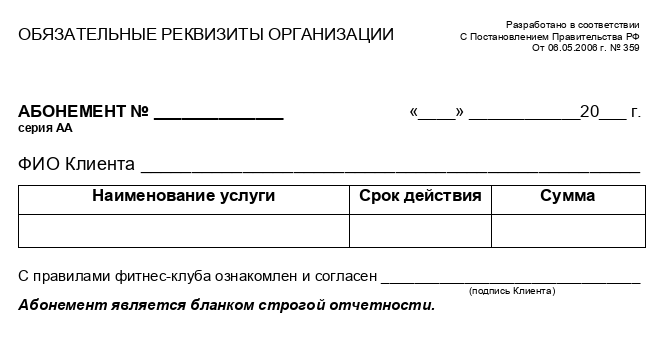 ОБЯЗАТЕЛЬНЫЕ РЕКВИЗИТЫ ОРГАНИЗАЦИИ
Разработано в соответствии
С Постановлением Правительства РФ
От 06.05.2006 г. № 359
АБОНЕМЕНТ № ______________ «____» ____________20___ г.
серия АА
ФИО Клиента ______________________________________________
Наименование услуги Срок действия Сумма
С правилами фитнес-клуба ознакомлен и согласен ______________________________
(подпись Клиента)
Абонемент является бланком строгой отчетности.